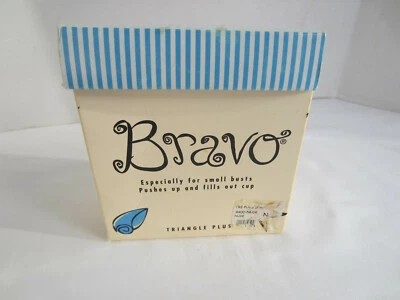 Bravo®
Especially for small busts
Pushes up and fills out cup
TRIANGLE PLUS